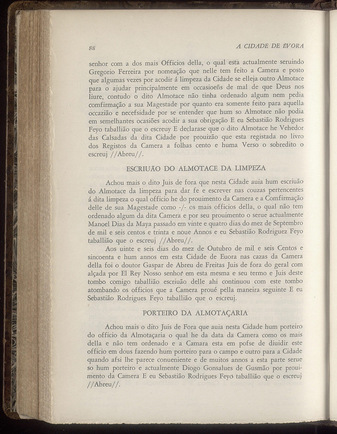 88 A CIDADE DE EVORA
senhor com a dos mais Officios della, o qual esta actualmente seruindo
Gregorio Ferreira por nomeação que nelle tem feito a Camera e posto
que algumas vezes por acodir á limpeza da Cidade se elleja outro Almotace
para o ajudar principalmente em occasioẽs de mal de que Deus nos
liure, contudo o dito Almotace não tinha ordenado algum nem pedia
comfirmação a sua Magestade por quanto era somente feito para aquella
occazião e necefsidade por se entender que hum so Almotace não podia
em semelhantes ocasiões acodir a sua obrigação E eu Sebastião Rodrigues
Feyo taballião que o escreuy E declarase que o dito Almotace he Vehedor
das Calsadas da dita Cidade por prouizão que esta registada no liuro
dos Registos da Camera a folhas cento e huma Verso o sobredito o
escreuj //Abreu//.
ESCRIUÃO DO ALMOTACE DA LIMPEZA
Achou mais o dito Juis de fora que nesta Cidade auia hum escriuão
do Almotace da limpeza para dar fe e escrever nas couzas pertencentes
á dita limpeza o qual officio he do prouimento da Camera e a Comfirmação
delle de sua Magestade como -/- os mais officios della, o qual não tem
ordenado algum da dita Camera e por seu prouimento o serue actualmente
Manoel Dias da Maya passado em vinte e quatro dias do mez de Septembro
de mil e seis centos e trinta e noue Annos e eu Sebastião Rodriguez Feyo
taballião que o escreuj //Abreu//.
Aos uinte e seis dias do mez de Outubro de mil e seis Centos e
sincoenta e hum annos em esta Cidade de Euora nas cazas da Camera
della foi o doutor Gaspar de Abreu de Freitas Juis de fora do geral com
alçada por El Rey Nosso senhor em esta mesma e seu termo e Juis deste
tombo comigo taballião escriuão delle ahi continuou com este tombo
atombando os officios que a Camera proué pella maneira seguinte E eu
Sebastião Rodrigues Feyo taballião que o escreuj.
PORTEIRO DA ALMOTAÇARIA
Achou mais o dito Juis de Fora que auia nesta Cidade hum porteiro
do officio da Almotaçaria o qual he da data da Camera como os mais
della e não tem ordenado e a Camara esta em pofse de diuidir este
officio em dous fazendo hum porteiro para o campo e outro para a Cidade
quando afsi lhe parece conueniente e de muitos annos a esta parte serue
so hum porteiro e actualmente Diogo Gonsalues de Gusmão por proui-
mento da Camera E eu Sebastião Rodrigues Feyo taballião que o escreuj
//Abreu//.